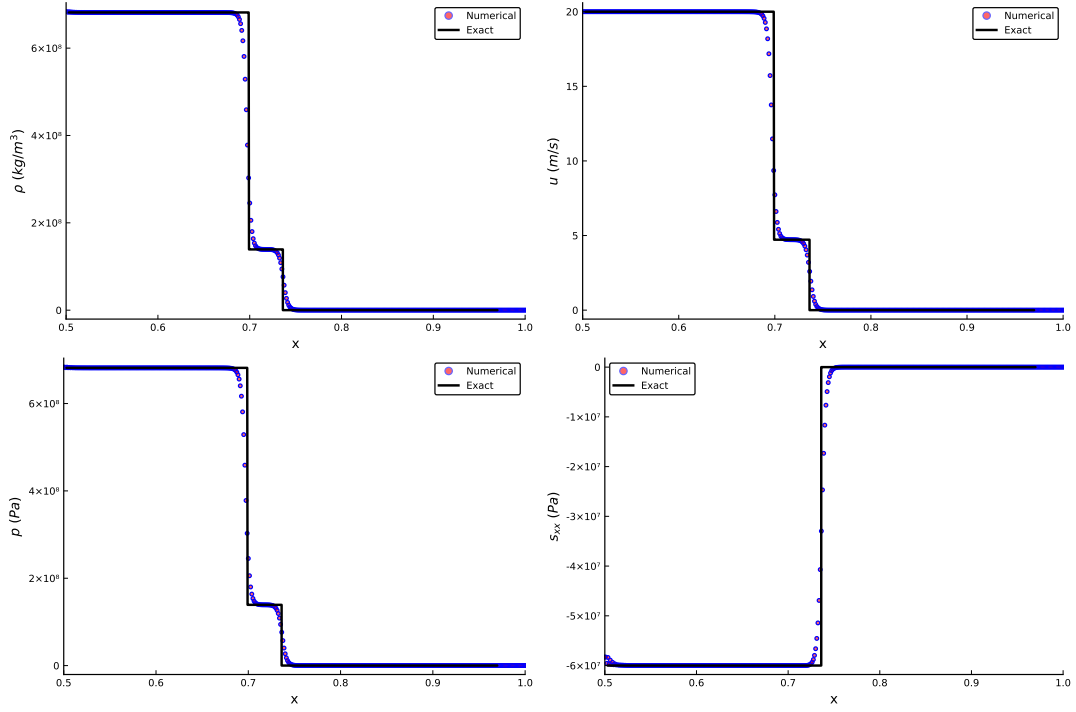 ρ (kg/m³)
6×10⁸
4×10⁸
2×10⁸
0
0.5 0.6 0.7 0.8 0.9 1.0
x
Numerical
Exact
u (m/s)
20
15
10
5
0
0.5 0.6 0.7 0.8 0.9 1.0
x
Numerical
Exact
p (Pa)
6×10⁸
4×10⁸
2×10⁸
0
0.5 0.6 0.7 0.8 0.9 1.0
x
Numerical
Exact
sₓₓ (Pa)
0
-1×10⁷
-2×10⁷
-3×10⁷
-4×10⁷
-5×10⁷
-6×10⁷
0.5 0.6 0.7 0.8 0.9 1.0
x
Numerical
Exact